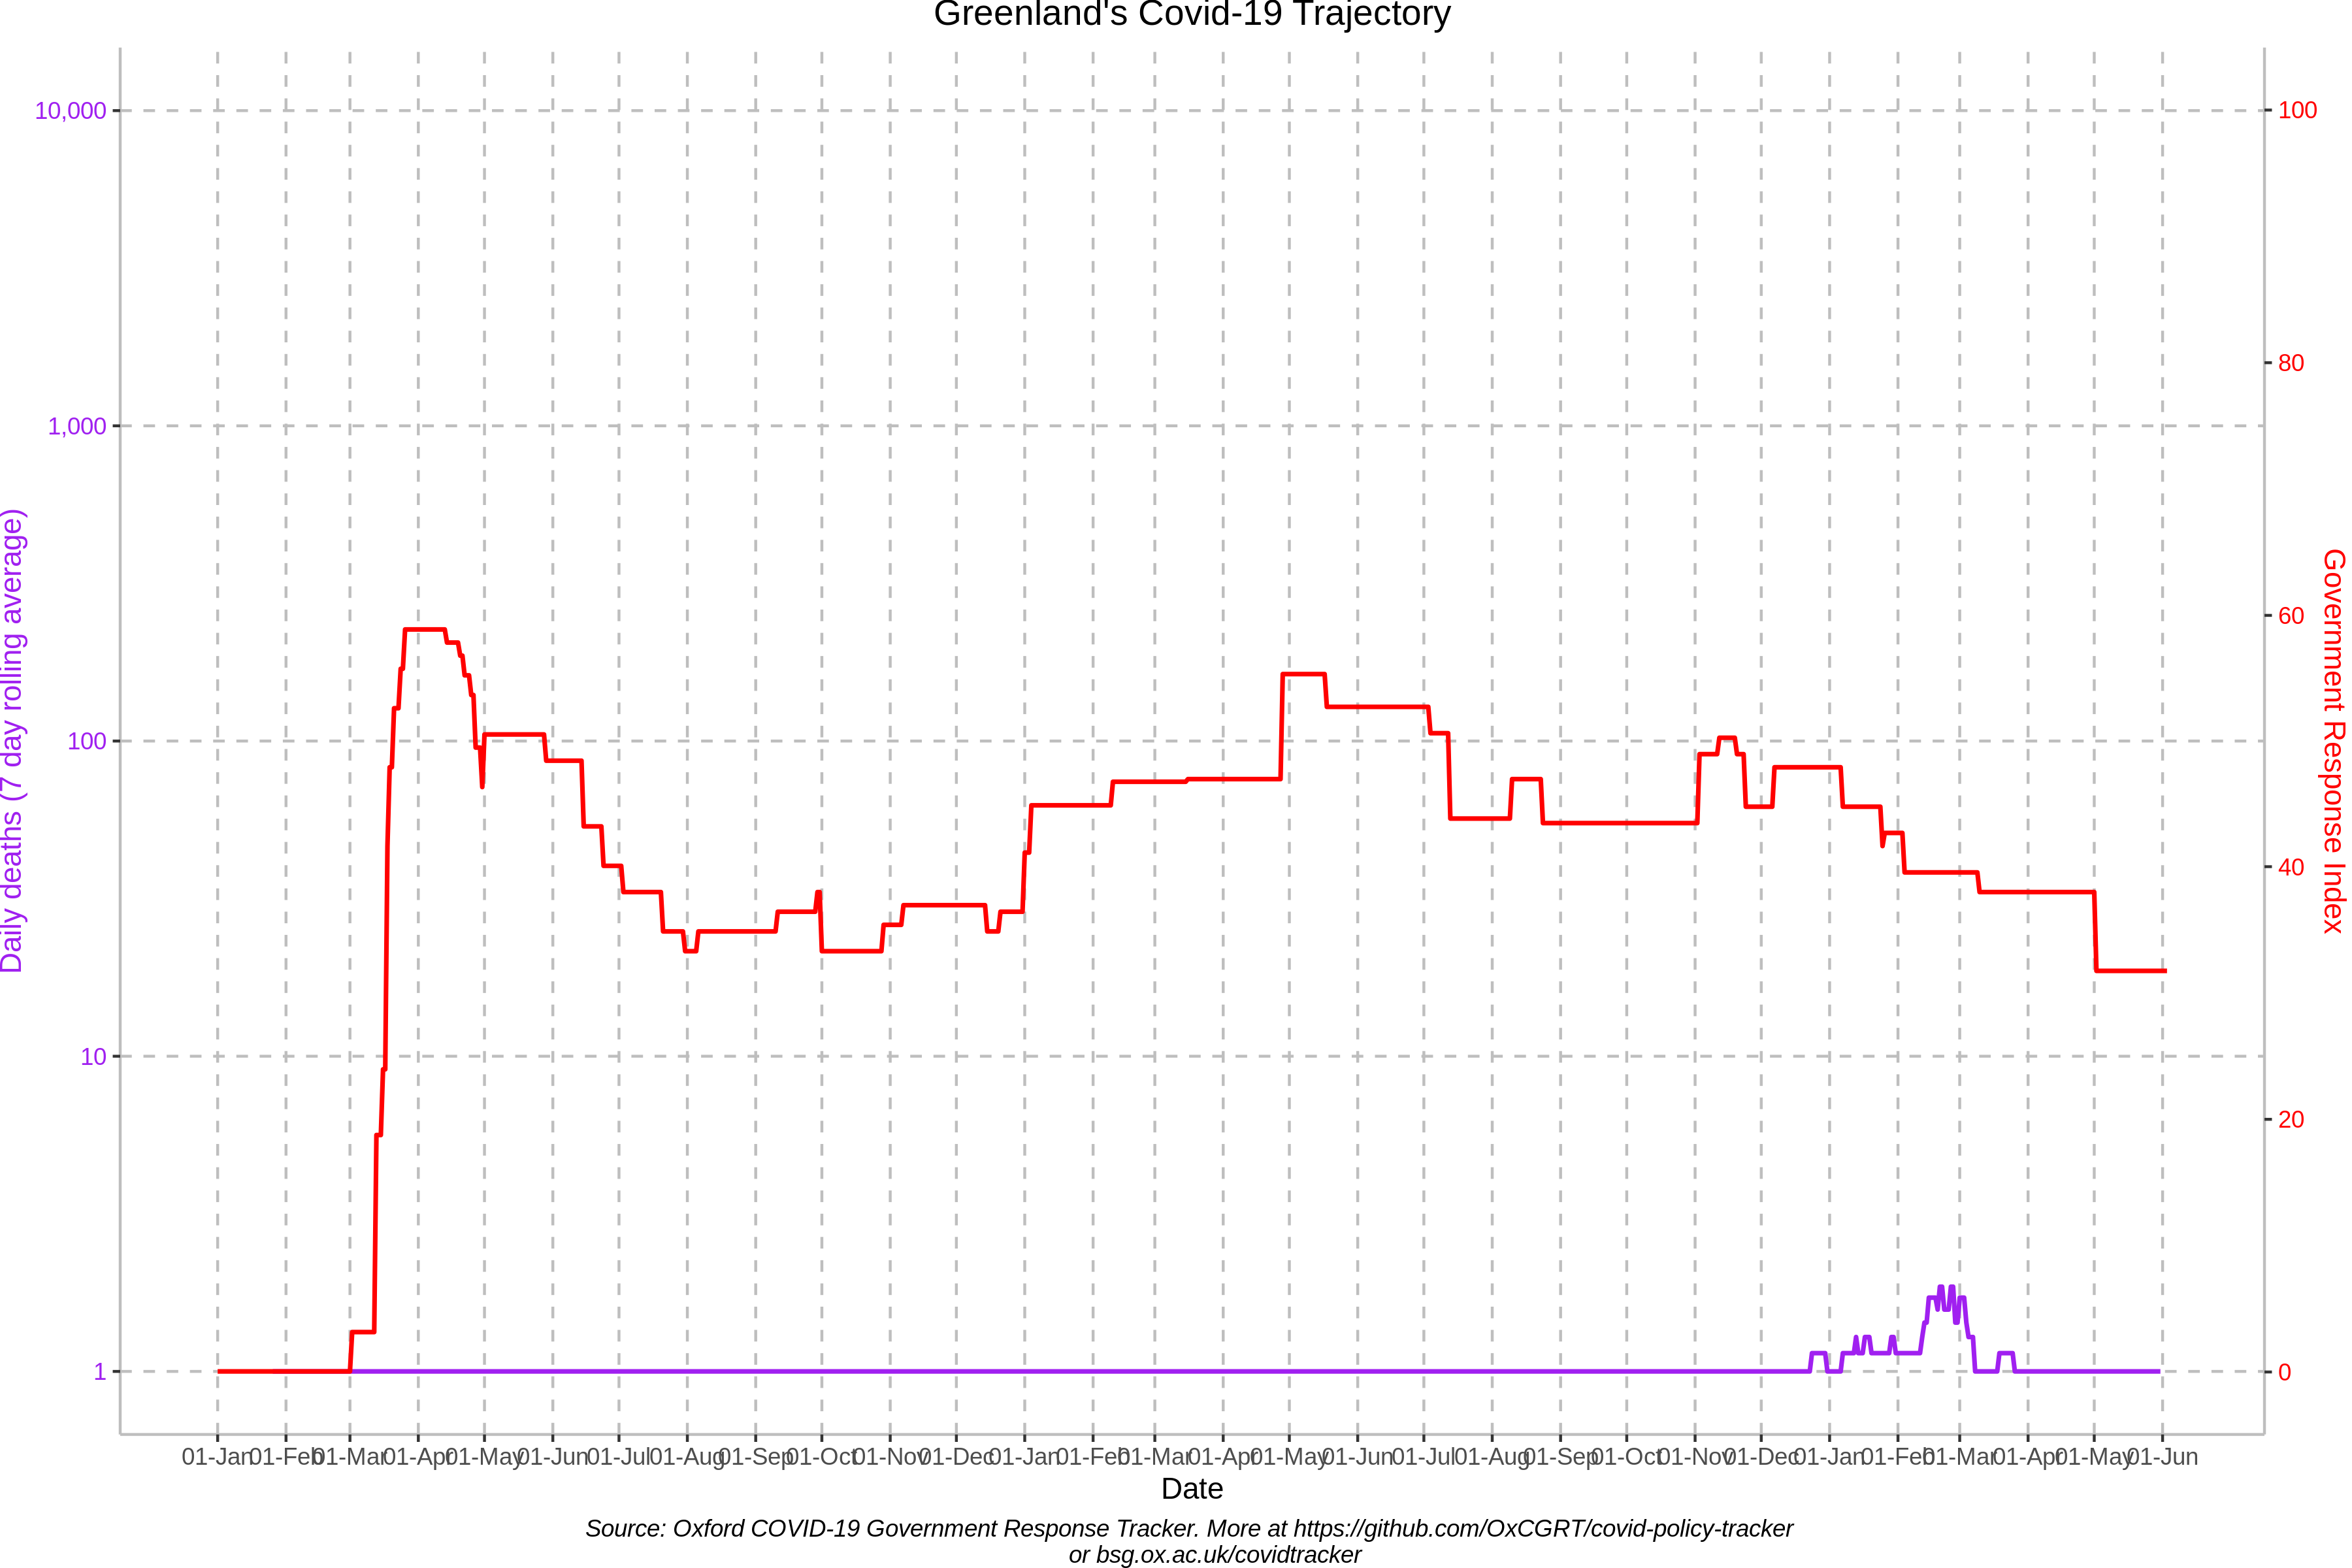 Greenland's Covid-19 Trajectory
10,000
1,000
100
10
1
Daily deaths (7 day rolling average)
100
80
60
40
20
0
Government Response Index
01-Jan 01-Feb 01-Mar 01-Apr 01-May 01-Jun 01-Jul 01-Aug 01-Sep 01-Oct 01-Nov 01-Dec 01-Jan 01-Feb 01-Mar 01-Apr 01-May 01-Jun 01-Jul 01-Aug 01-Sep 01-Oct 01-Nov 01-Dec 01-Jan 01-Feb 01-Mar 01-Apr 01-May 01-Jun
Date
Source: Oxford COVID-19 Government Response Tracker. More at https://github.com/OxCGRT/covid-policy-tracker
or bsg.ox.ac.uk/covidtracker